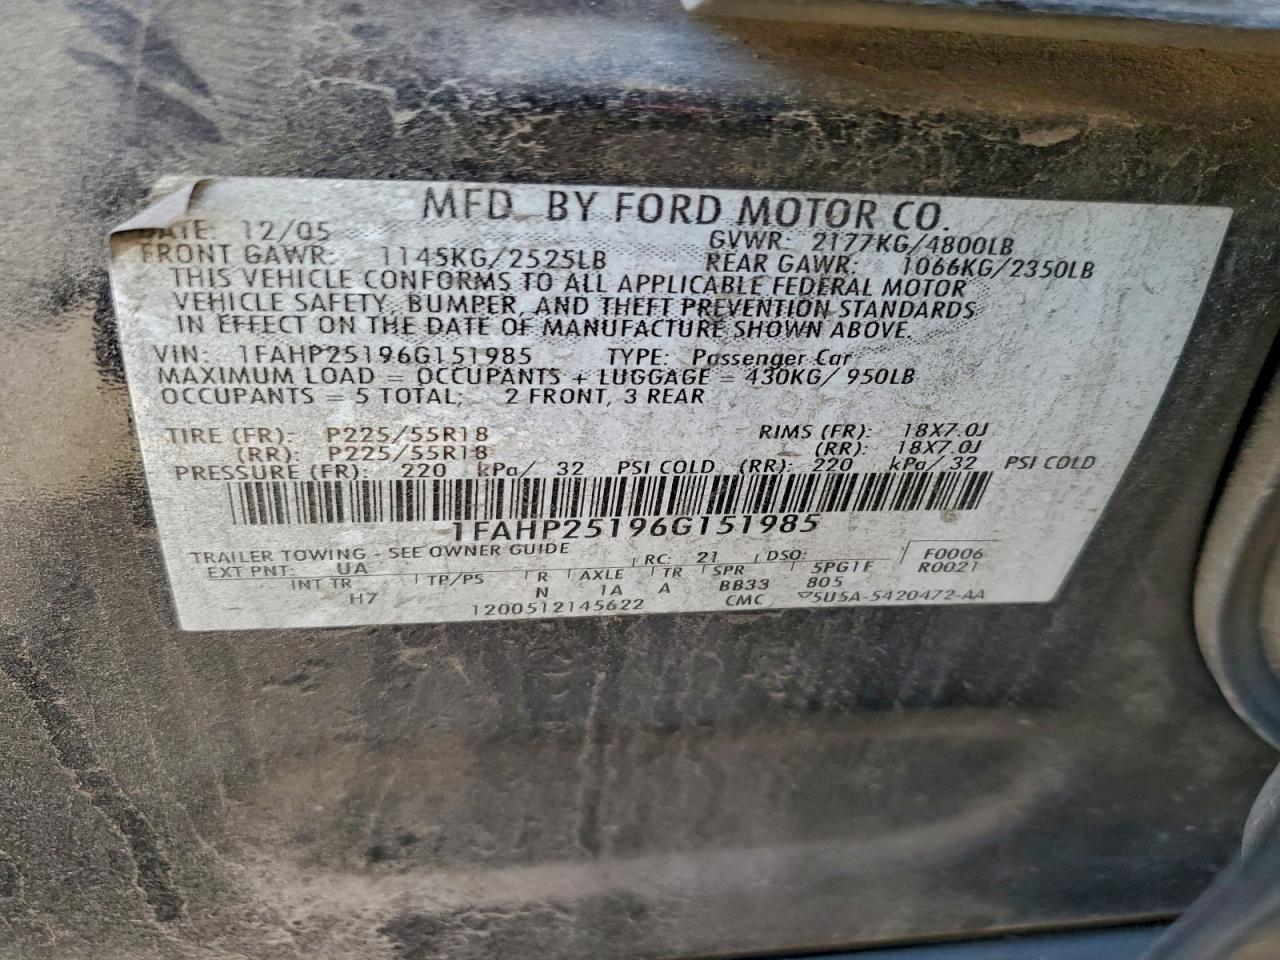 MFD. BY FORD MOTOR CO.
DATE: 12/05 GVWR: 2177KG/4800LB
FRONT GAWR: 1145KG/2525LB REAR GAWR: 1066KG/2350LB
THIS VEHICLE CONFORMS TO ALL APPLICABLE FEDERAL MOTOR
VEHICLE SAFETY, BUMPER, AND THEFT PREVENTION STANDARDS
IN EFFECT ON THE DATE OF MANUFACTURE SHOWN ABOVE.
VIN: 1FAHP25196G151985 TYPE: Passenger Car
MAXIMUM LOAD = OCCUPANTS + LUGGAGE = 430KG/ 950LB
OCCUPANTS = 5 TOTAL; 2 FRONT, 3 REAR
TIRE (FR): P225/55R18 RIMS (FR): 18X7.0J
(RR): P225/55R18 (RR): 18X7.0J
PRESSURE (FR): 220 kPa/ 32 PSI COLD (RR): 220 kPa/ 32 PSI COLD
1FAHP25196G151985
TRAILER TOWING - SEE OWNER GUIDE F0006
EXT PNT: UA RC: 21 DSO: R0021
INT TR TP/PS R AXLE TR SPR 5PG1F
H7 N 1A A BB33 805
1200512145622 CMC 5U5A-5420472-AA